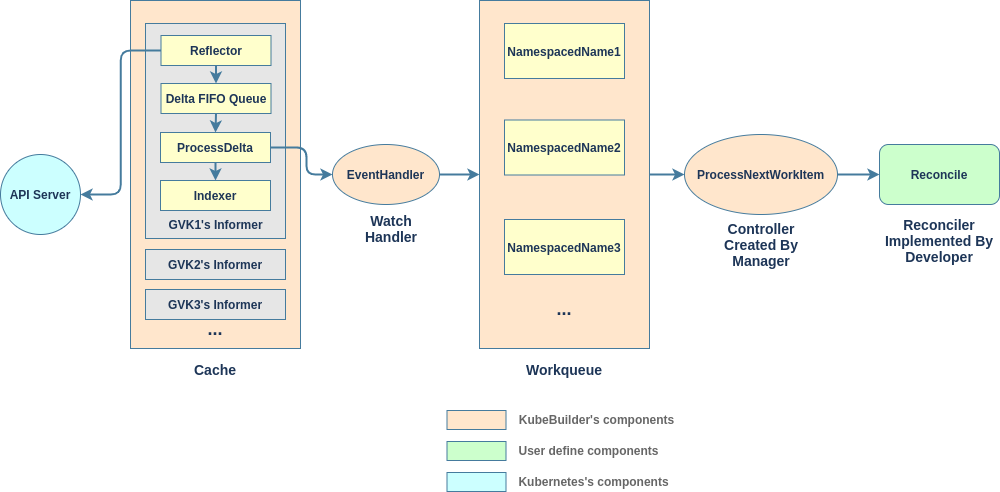 Reflector
Delta FIFO Queue
ProcessDelta
Indexer
GVK1's Informer
GVK2's Informer
GVK3's Informer
...
Cache
API Server
EventHandler
Watch
Handler
NamespacedName1
NamespacedName2
NamespacedName3
...
Workqueue
ProcessNextWorkItem
Controller
Created By
Manager
Reconcile
Reconciler
Implemented By
Developer
KubeBuilder's components
User define components
Kubernetes's components